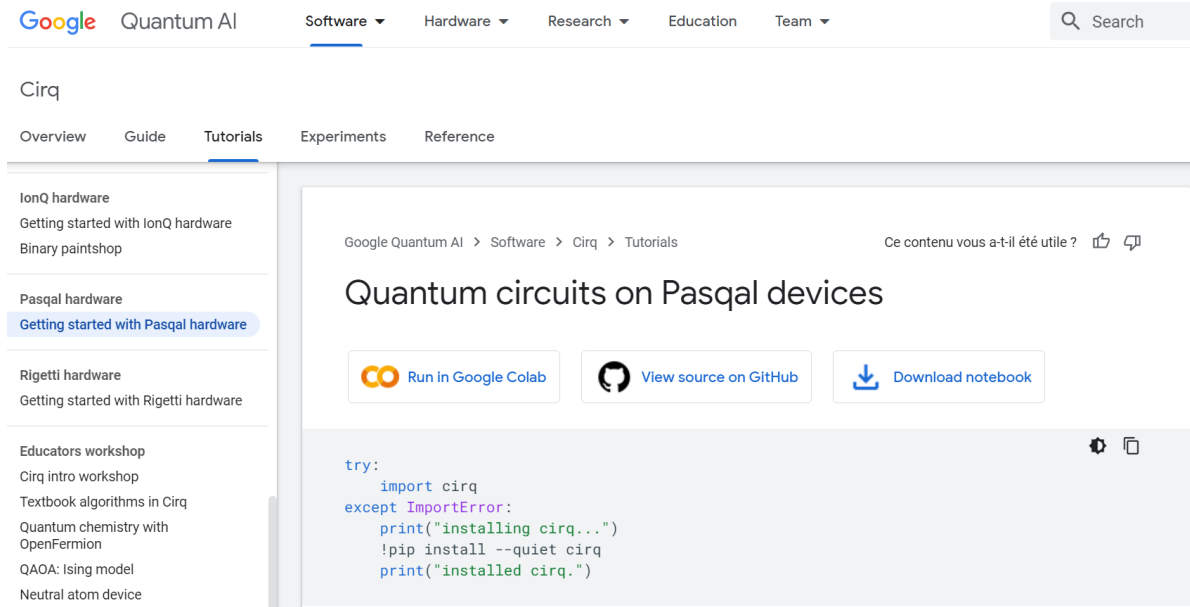 Google Quantum AI Software Hardware Research Education Team Search
Cirq
Overview Guide Tutorials Experiments Reference
IonQ hardware
Getting started with IonQ hardware
Binary paintshop
Pasqal hardware
Getting started with Pasqal hardware
Rigetti hardware
Getting started with Rigetti hardware
Educators workshop
Cirq intro workshop
Textbook algorithms in Cirq
Quantum chemistry with
OpenFermion
QAOA: Ising model
Neutral atom device
Google Quantum AI > Software > Cirq > Tutorials
Ce contenu vous a-t-il été utile ?
Quantum circuits on Pasqal devices
Run in Google Colab View source on GitHub Download notebook
try:
    import cirq
except ImportError:
    print("installing cirq...")
    !pip install --quiet cirq
    print("installed cirq.")